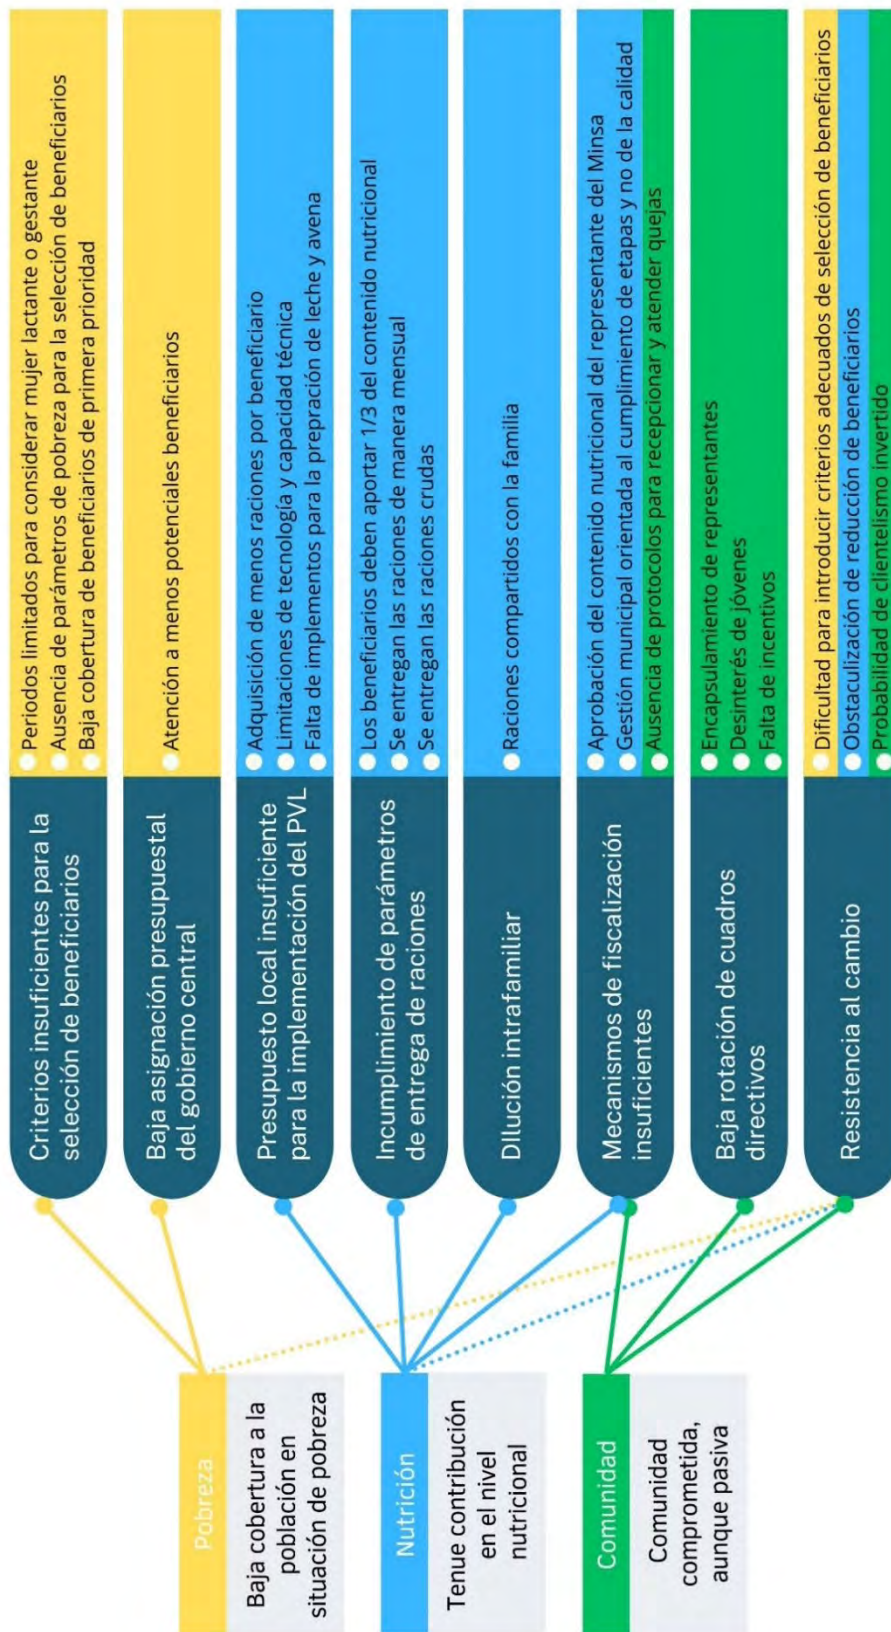 Pobreza
Baja cobertura a la
población en
situación de pobreza
Nutrición
Tenue contribución
en el nivel
nutricional
Comunidad
Comunidad
comprometida,
aunque pasiva
Criterios insuficientes para la
selección de beneficiarios
Periodos limitados para considerar mujer lactante o gestante
Ausencia de parámetros de pobreza para la selección de beneficiarios
Baja cobertura de beneficiarios de primera prioridad
Baja asignación presupuestal
del gobierno central
Atención a menos potenciales beneficiarios
Presupuesto local insuficiente
para la implementación del PVL
Adquisición de menos raciones por beneficiario
Limitaciones de tecnología y capacidad técnica
Falta de implementos para la prepración de leche y avena
Incumplimiento de parámetros
de entrega de raciones
Los beneficiarios deben aportar 1/3 del contenido nutricional
Se entregan las raciones de manera mensual
Se entregan las raciones crudas
DIlución intrafamiliar
Raciones compartidos con la familia
Mecanismos de fiscalización
insuficientes
Aprobación del contenido nutricional del representante del Minsa
Gestión municipal orientada al cumplimiento de etapas y no de la calidad
Ausencia de protocolos para recepcionar y atender quejas
Baja rotación de cuadros
directivos
Encapsulamiento de representantes
Desinterés de jóvenes
Falta de incentivos
Resistencia al cambio
Dificultad para introducir criterios adecuados de selección de beneficiarios
Obstaculización de reducción de beneficiarios
Probabilidad de clientelismo invertido